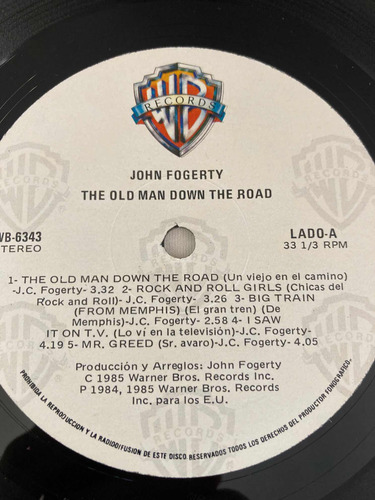 WB
RECORDS
JOHN FOGERTY
THE OLD MAN DOWN THE ROAD
WB-6343
STEREO
LADO-A
33 1/3 RPM
1- THE OLD MAN DOWN THE ROAD (Un viejo en el camino)
-J.C. Fogerty- 3,32 2- ROCK AND ROLL GIRLS (Chicas del
Rock and Roll)- J.C. Fogerty- 3.26 3- BIG TRAIN
(FROM MEMPHIS) (El gran tren) (De
Memphis)-J.C. Fogerty- 2.58 4- I SAW
IT ON T.V. (Lo ví en la televisión)-J.C. Fogerty-
4.19 5- MR. GREED (Sr. avaro)-J.C. Fogerty- 4.05
Producción y Arreglos: John Fogerty
C 1985 Warner Bros. Records Inc.
P 1984, 1985 Warner Bros. Records
Inc. para los E.U.
PROHIBIDA LA REPRODUCCION Y LA RADIODIFUSION DE ESTE DISCO RESERVADOS TODOS LOS DERECHOS DEL PRODUCTOR FONOGRAFICO.